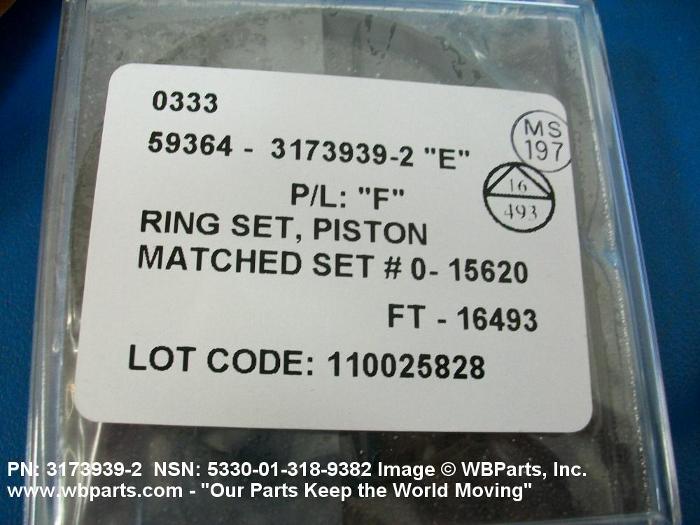 0333
59364 - 3173939-2 "E"
MS
197
P/L: "F"
16
493
RING SET, PISTON
MATCHED SET # 0- 15620
FT - 16493
LOT CODE: 110025828
PN: 3173939-2 NSN: 5330-01-318-9382 Image © WBParts, Inc.
www.wbparts.com - "Our Parts Keep the World Moving"